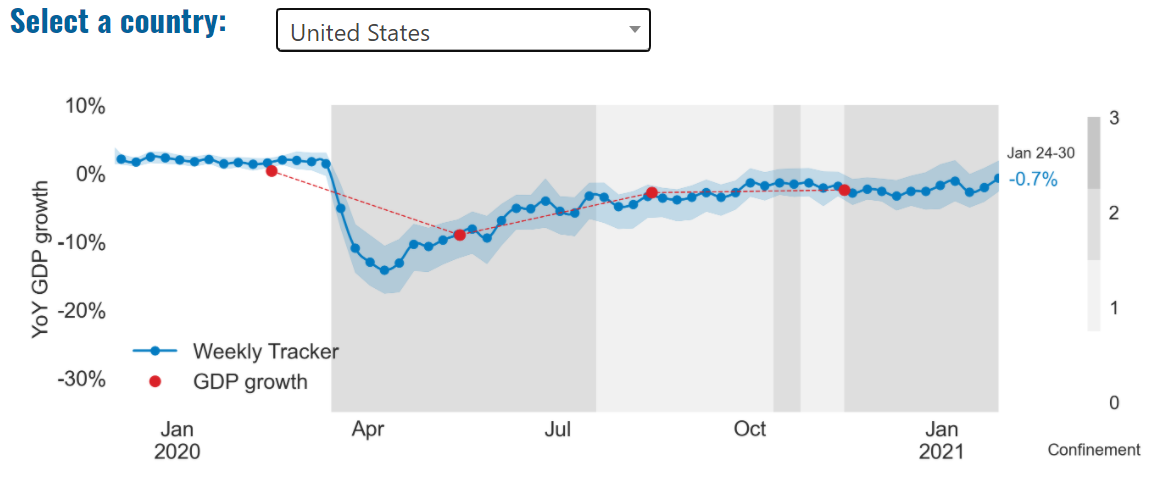 Select a country:
United States
10%
0%
-10%
-20%
-30%
YoY GDP growth
Weekly Tracker
GDP growth
Jan
2020
Apr
Jul
Oct
Jan
2021
Jan 24-30
-0.7%
3
2
1
0
Confinement